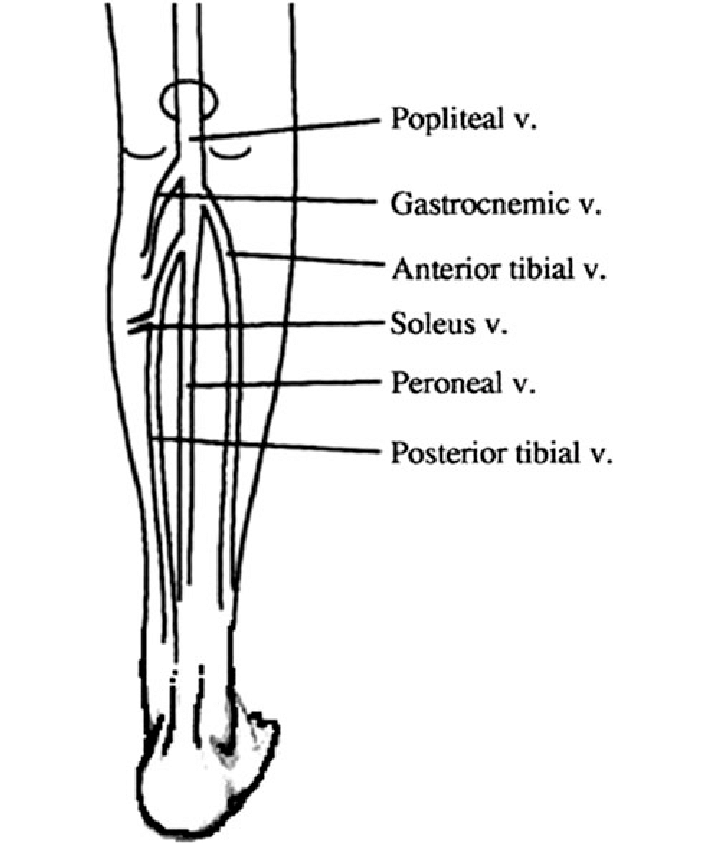 Popliteal v.
Gastrocnemic v.
Anterior tibial v.
Soleus v.
Peroneal v.
Posterior tibial v.